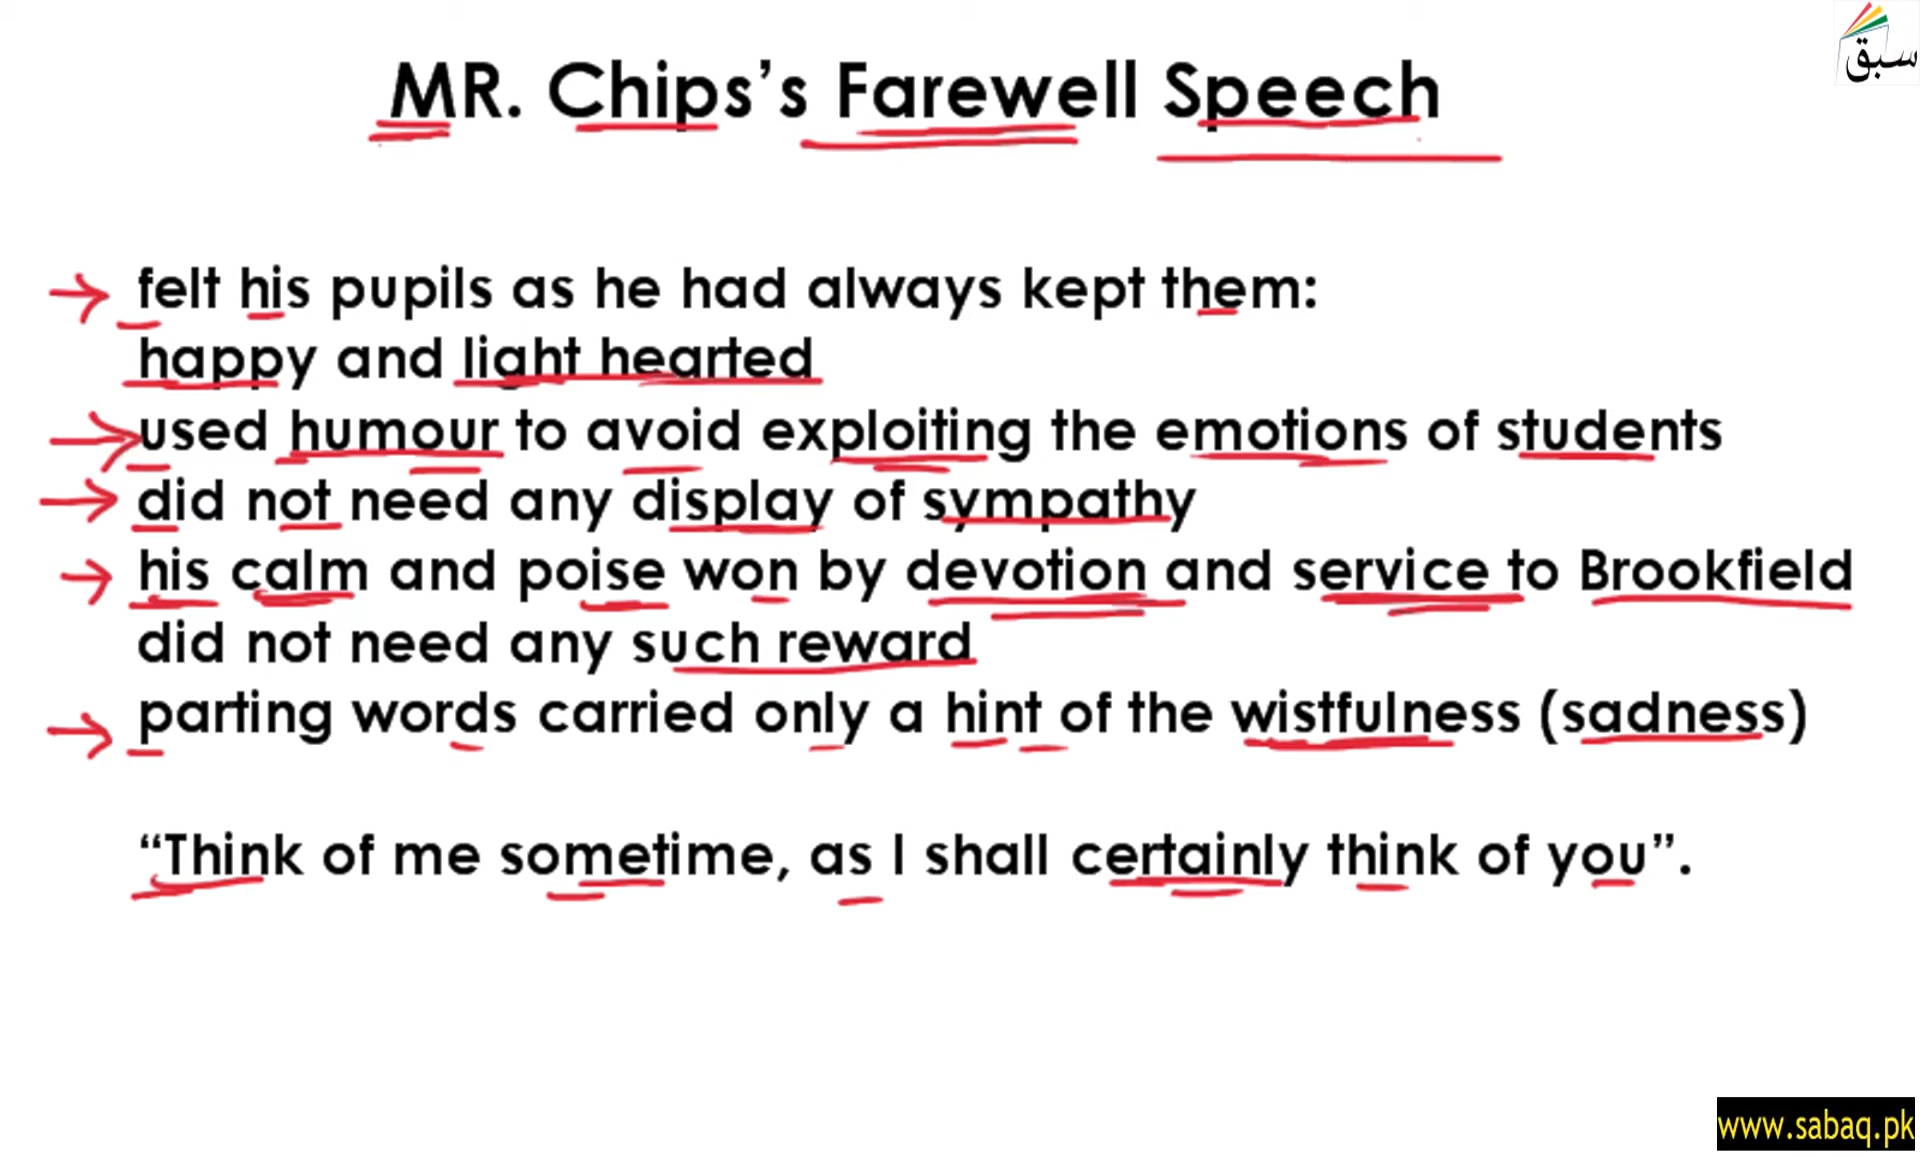 سبق
MR. Chips’s Farewell Speech
felt his pupils as he had always kept them:
happy and light hearted
used humour to avoid exploiting the emotions of students
did not need any display of sympathy
his calm and poise won by devotion and service to Brookfield
did not need any such reward
parting words carried only a hint of the wistfulness (sadness)
“Think of me sometime, as I shall certainly think of you”.
www.sabaq.pk